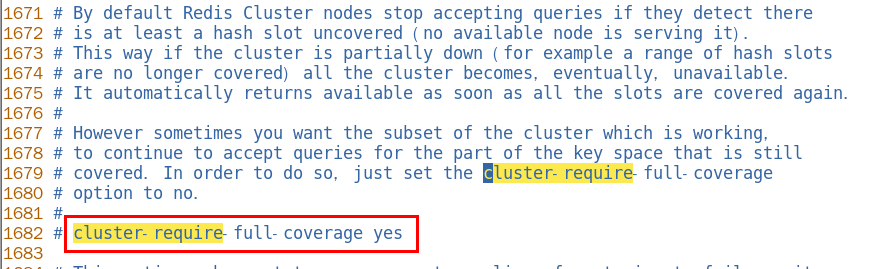 1671 # By default Redis Cluster nodes stop accepting queries if they detect there
1672 # is at least a hash slot uncovered (no available node is serving it).
1673 # This way if the cluster is partially down (for example a range of hash slots
1674 # are no longer covered) all the cluster becomes, eventually, unavailable.
1675 # It automatically returns available as soon as all the slots are covered again.
1676 #
1677 # However sometimes you want the subset of the cluster which is working,
1678 # to continue to accept queries for the part of the key space that is still
1679 # covered. In order to do so, just set the cluster-require-full-coverage
1680 # option to no.
1681 #
1682 # cluster-require-full-coverage yes
1683